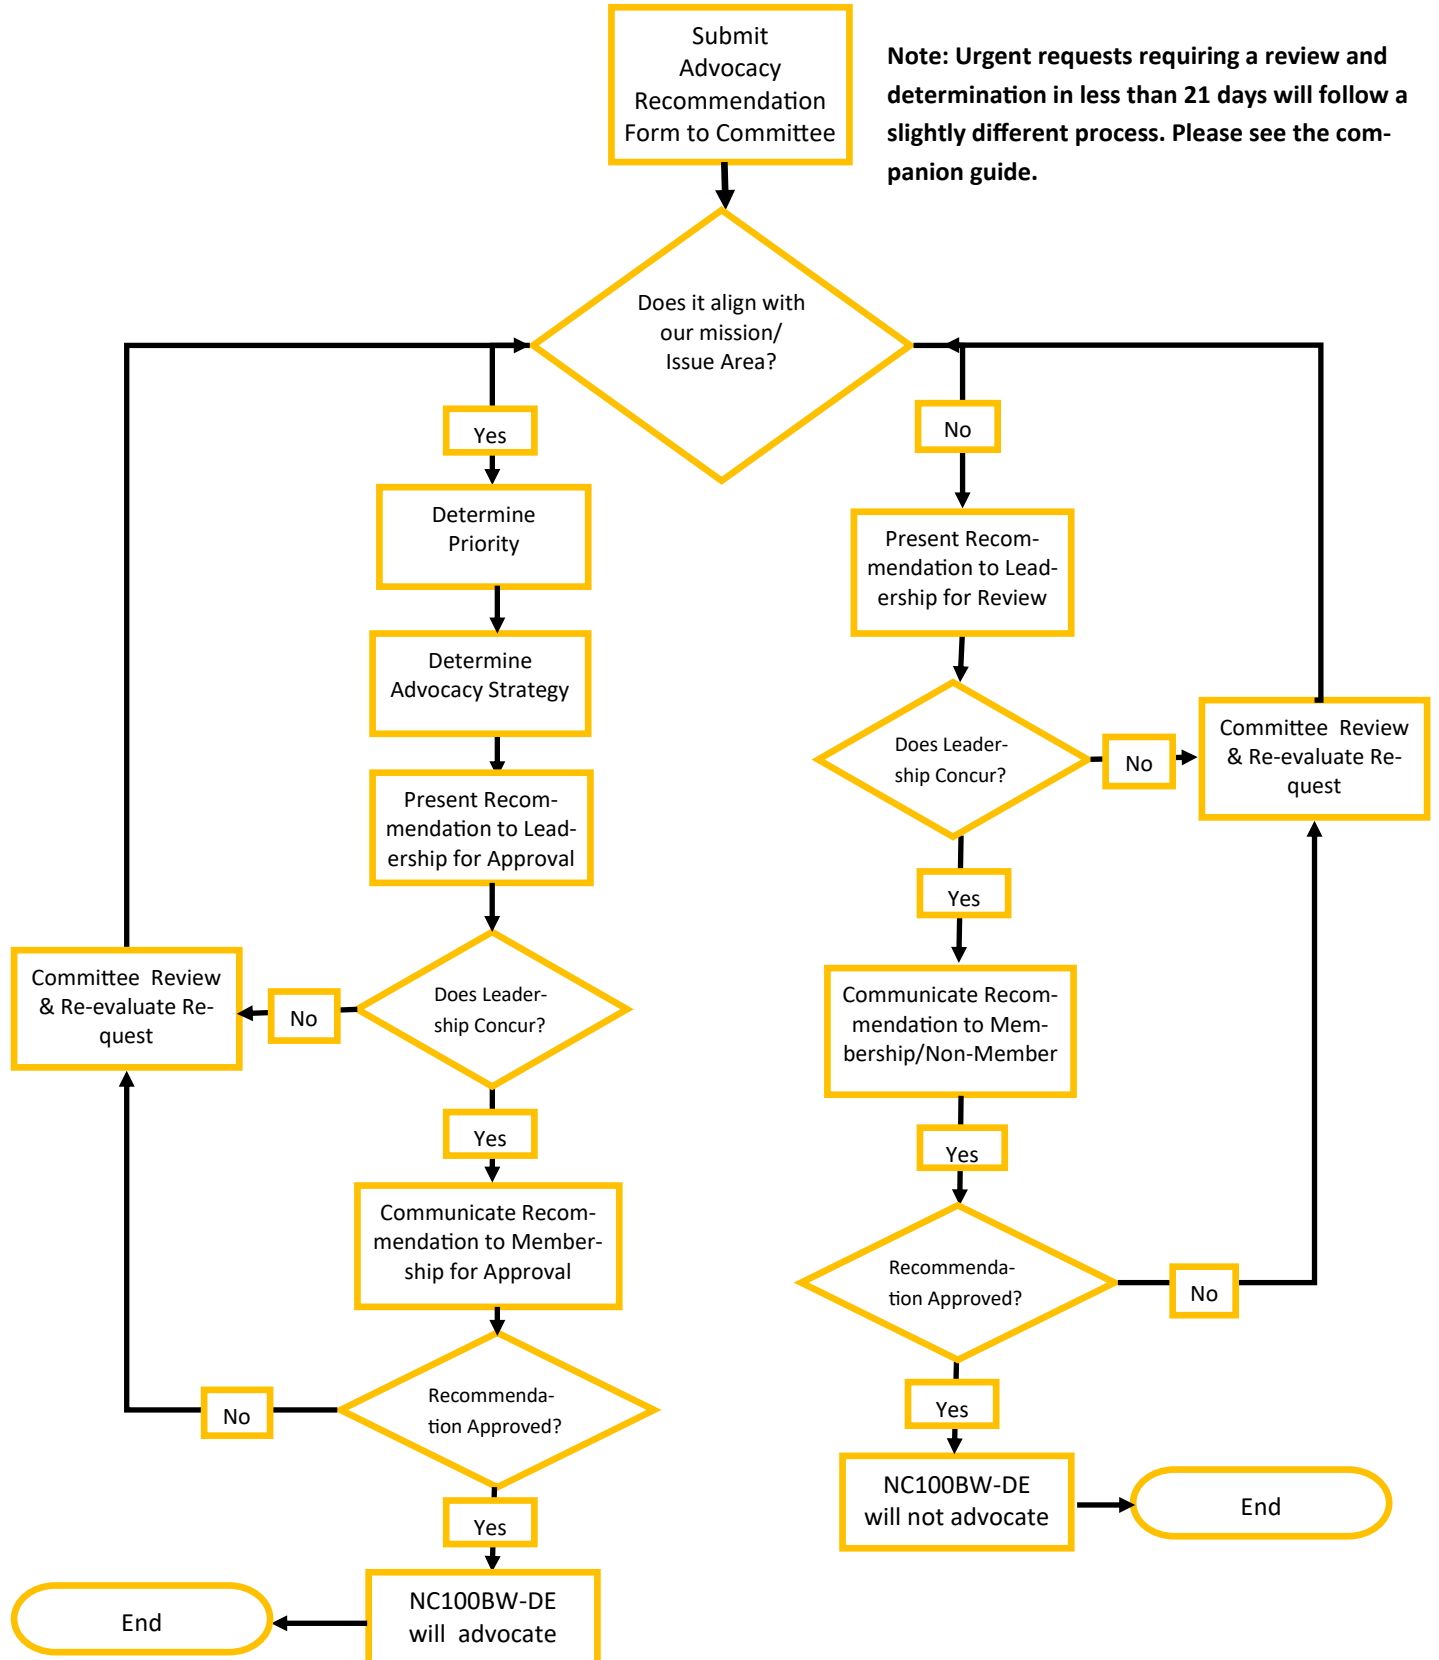 Submit
Advocacy
Recommendation
Form to Committee
Note: Urgent requests requiring a review and
determination in less than 21 days will follow a
slightly different process. Please see the com-
panion guide.
Does it align with
our mission/
Issue Area?
Yes
No
Determine
Priority
Present Recom-
mendation to Lead-
ership for Review
Determine
Advocacy Strategy
Does Leader-
ship Concur?
No
Committee Review
& Re-evaluate Re-
quest
Present Recom-
mendation to Lead-
ership for Approval
Yes
Committee Review
& Re-evaluate Re-
quest
No
Does Leader-
ship Concur?
Communicate Recom-
mendation to Mem-
bership/Non-Member
Yes
Yes
Communicate Recom-
mendation to Member-
ship for Approval
Recommenda-
tion Approved?
No
No
Recommenda-
tion Approved?
Yes
NC100BW-DE
will not advocate
End
Yes
End
NC100BW-DE
will advocate